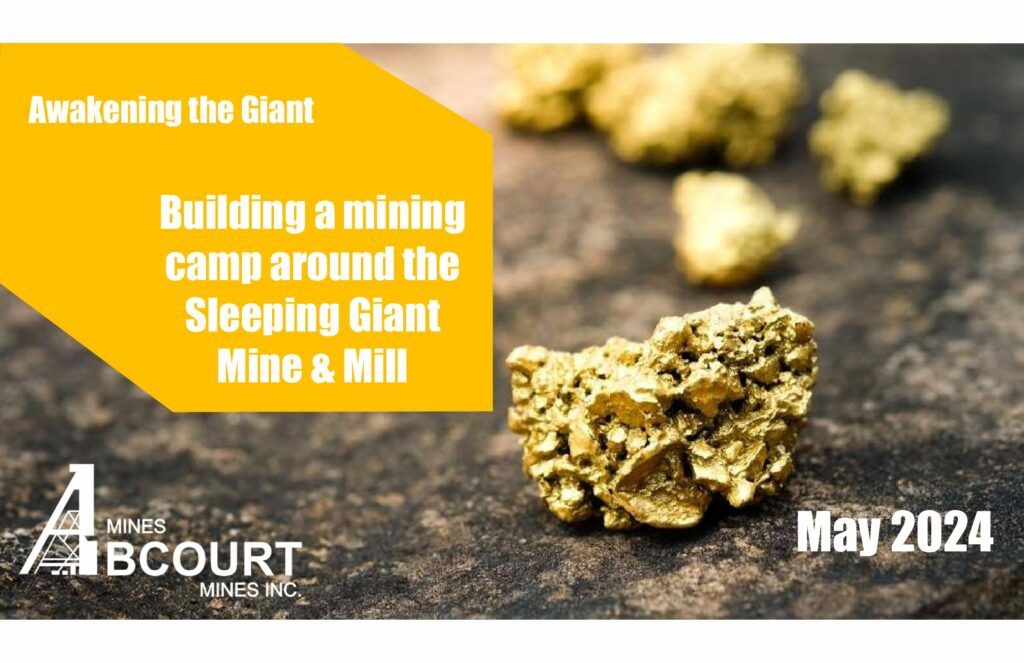 Awakening the Giant
Building a mining
camp around the
Sleeping Giant
Mine & Mill
MINES
ABCOURT
MINES INC.
May 2024